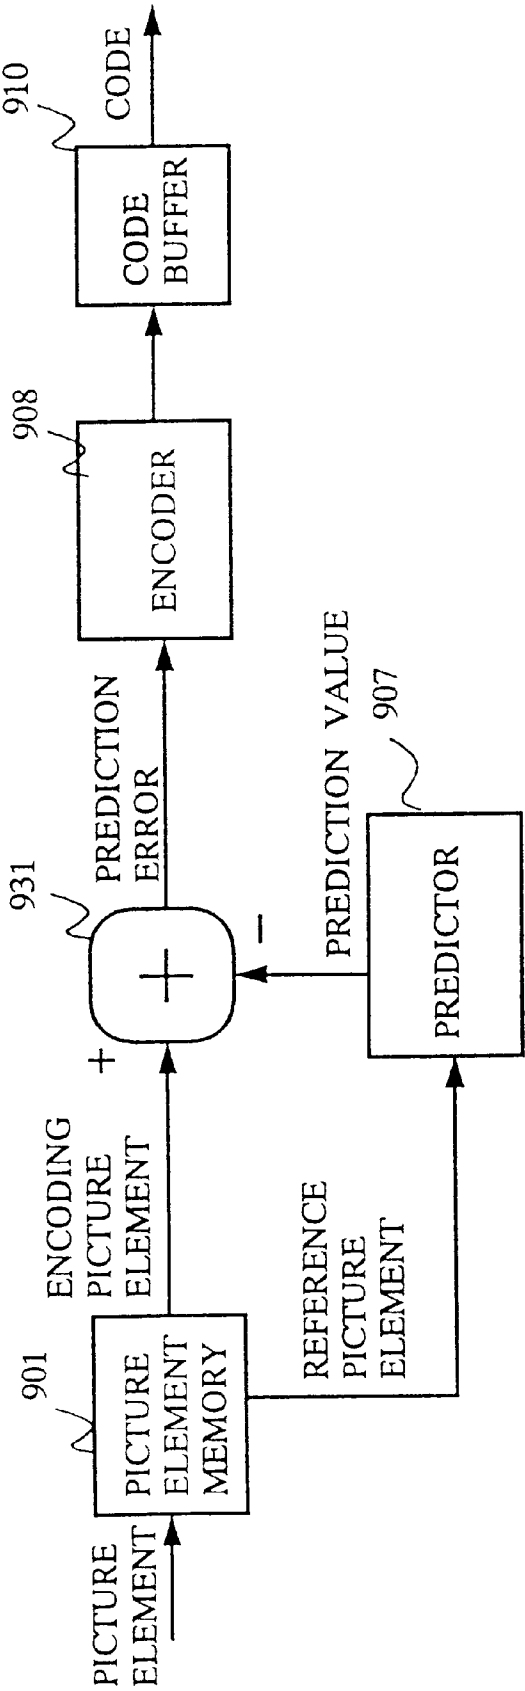 PICTURE
ELEMENT
901
PICTURE
ELEMENT
MEMORY
ENCODING
PICTURE
ELEMENT
REFERENCE
PICTURE
ELEMENT
+
931
+
−
PREDICTION
ERROR
PREDICTION VALUE
907
PREDICTOR
908
ENCODER
910
CODE
BUFFER
CODE